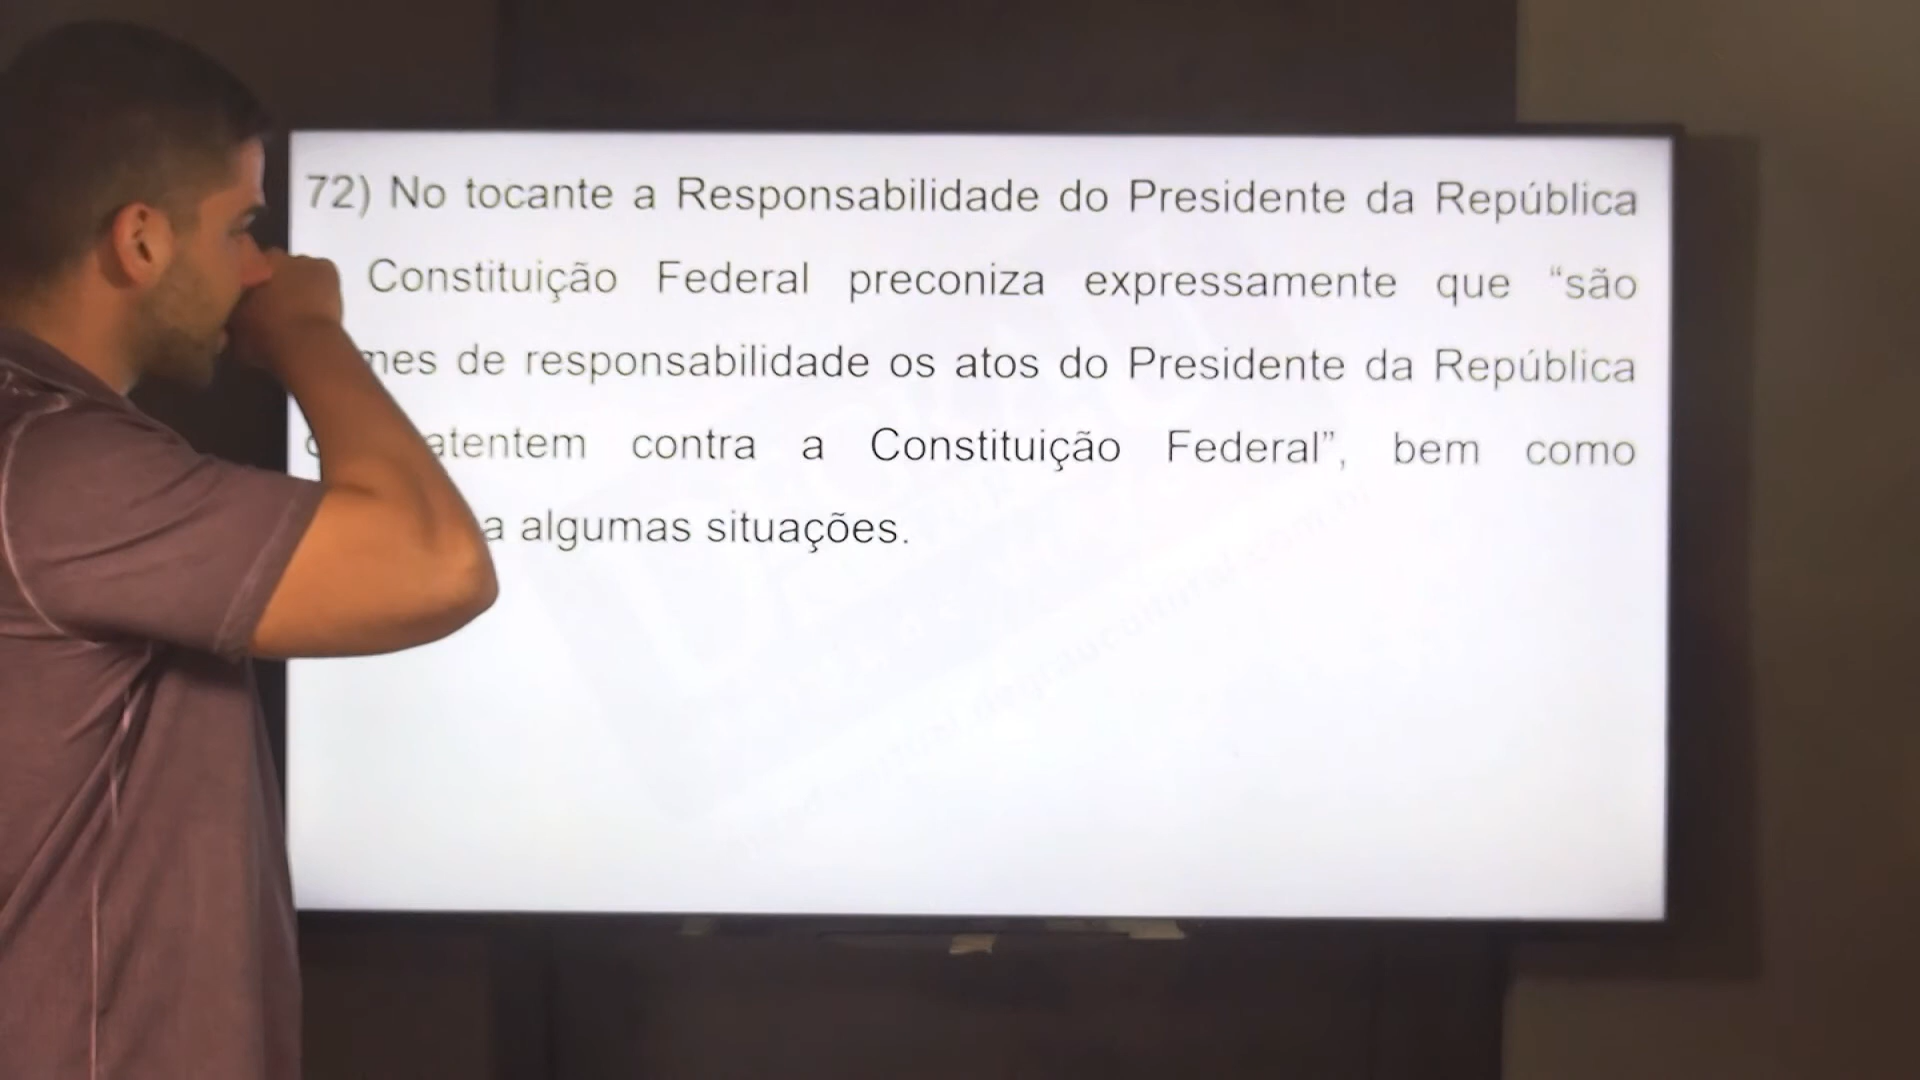 72) No tocante a Responsabilidade do Presidente da República
Constituição Federal preconiza expressamente que “são
de responsabilidade os atos do Presidente da República
atentem contra a Constituição Federal”, bem como
a algumas situações.